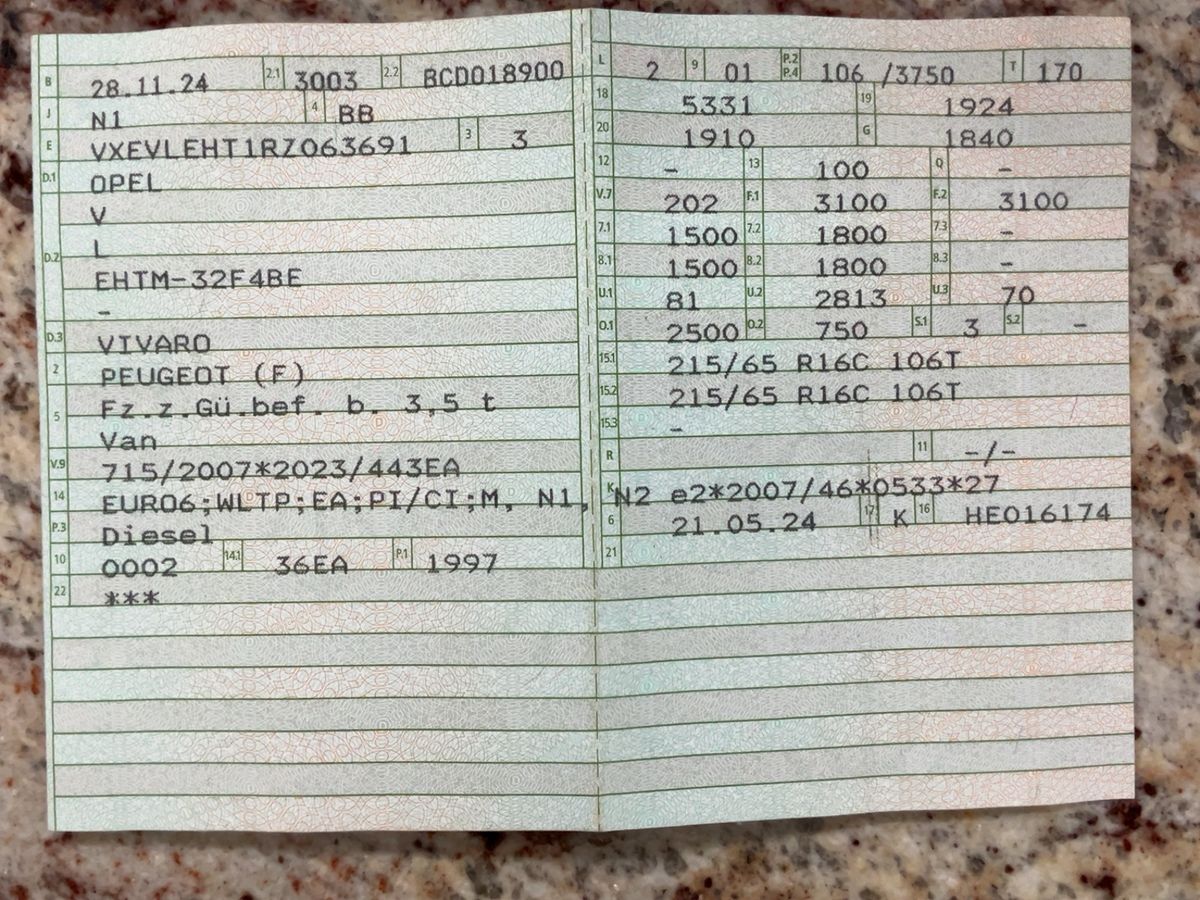 B 28.11.24 2.1 3003 2.2 BCD018900
J N1 4 BB
E VXEVLEHT1RZ063691 3 3
D.1 OPEL
V
D.2 L
EHTM-32F4BE
-
D.3 VIVARO
2 PEUGEOT (F)
5 Fz.z.Gü.bef. b. 3,5 t
Van
V.9 715/2007*2023/443EA
14 EURO6;WLTP;EA;PI/CI;M, N1, N2
P.3 Diesel
10 0002 14.1 36EA P.1 1997
22 ***
L 2 9 01 P.2 P.4 106 /3750 T 170
18 5331 19 1924
20 1910 G 1840
12 - 13 100 Q -
V.7 202 F.1 3100 F.2 3100
7.1 1500 7.2 1800 7.3 -
8.1 1500 8.2 1800 8.3 -
U.1 81 U.2 2813 U.3 70
O.1 2500 O.2 750 S.1 3 S.2 -
15.1 215/65 R16C 106T
15.2 215/65 R16C 106T
15.3 -
R 11 -/-
K e2*2007/46*0533*27
6 21.05.24 17 K 16 HE016174
21